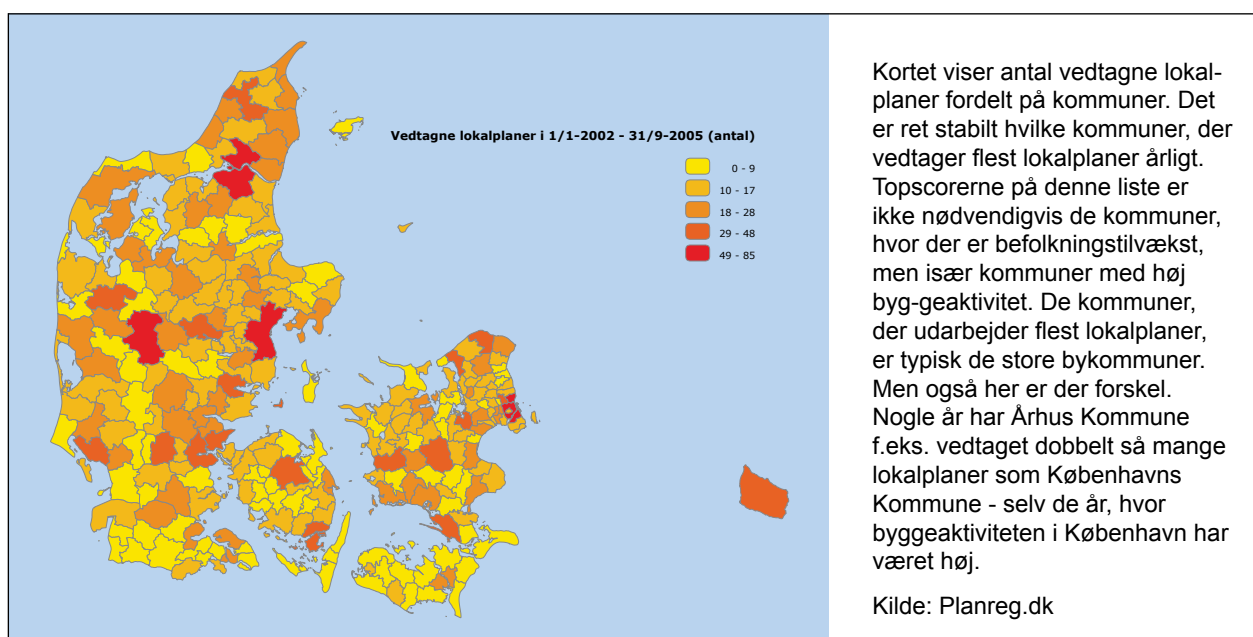 Vedtagne lokalplaner i 1/1-2002 - 31/9-2005 (antal)
0 - 9
10 - 17
18 - 28
29 - 48
49 - 85
Kortet viser antal vedtagne lokal-
planer fordelt på kommuner. Det
er ret stabilt hvilke kommuner, der
vedtager flest lokalplaner årligt.
Topscorerne på denne liste er
ikke nødvendigvis de kommuner,
hvor der er befolkningstilvækst,
men især kommuner med høj
byg-geaktivitet. De kommuner,
der udarbejder flest lokalplaner,
er typisk de store bykommuner.
Men også her er der forskel.
Nogle år har Århus Kommune
f.eks. vedtaget dobbelt så mange
lokalplaner som Københavns
Kommune - selv de år, hvor
byggeaktiviteten i København har
været høj.
Kilde: Planreg.dk